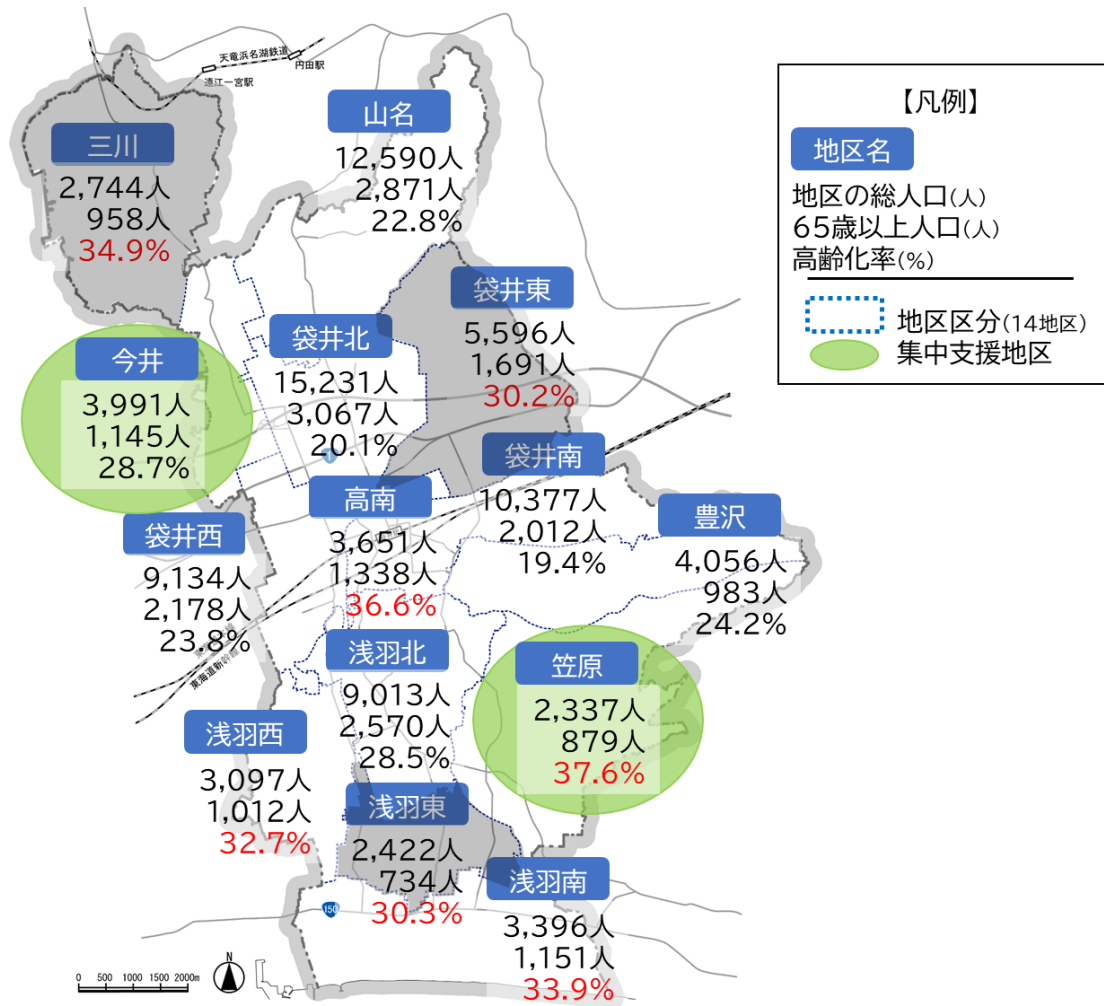 天竜浜名湖鉄道
円田駅
遠江一宮駅
【凡例】
地区名
地区の総人口(人)
65歳以上人口(人)
高齢化率(%)
地区区分(14地区)
集中支援地区
山名
12,590人
2,871人
22.8%
三川
2,744人
958人
34.9%
袋井東
5,596人
1,691人
30.2%
袋井北
15,231人
3,067人
20.1%
今井
3,991人
1,145人
28.7%
1
袋井南
10,377人
2,012人
19.4%
高南
3,651人
1,338人
36.6%
豊沢
4,056人
983人
24.2%
袋井西
9,134人
2,178人
23.8%
東海道新幹線
浅羽北
9,013人
2,570人
28.5%
笠原
2,337人
879人
37.6%
浅羽西
3,097人
1,012人
32.7%
浅羽東
2,422人
734人
30.3%
浅羽南
3,396人
1,151人
33.9%
150
N
0 500 1000 1500 2000m